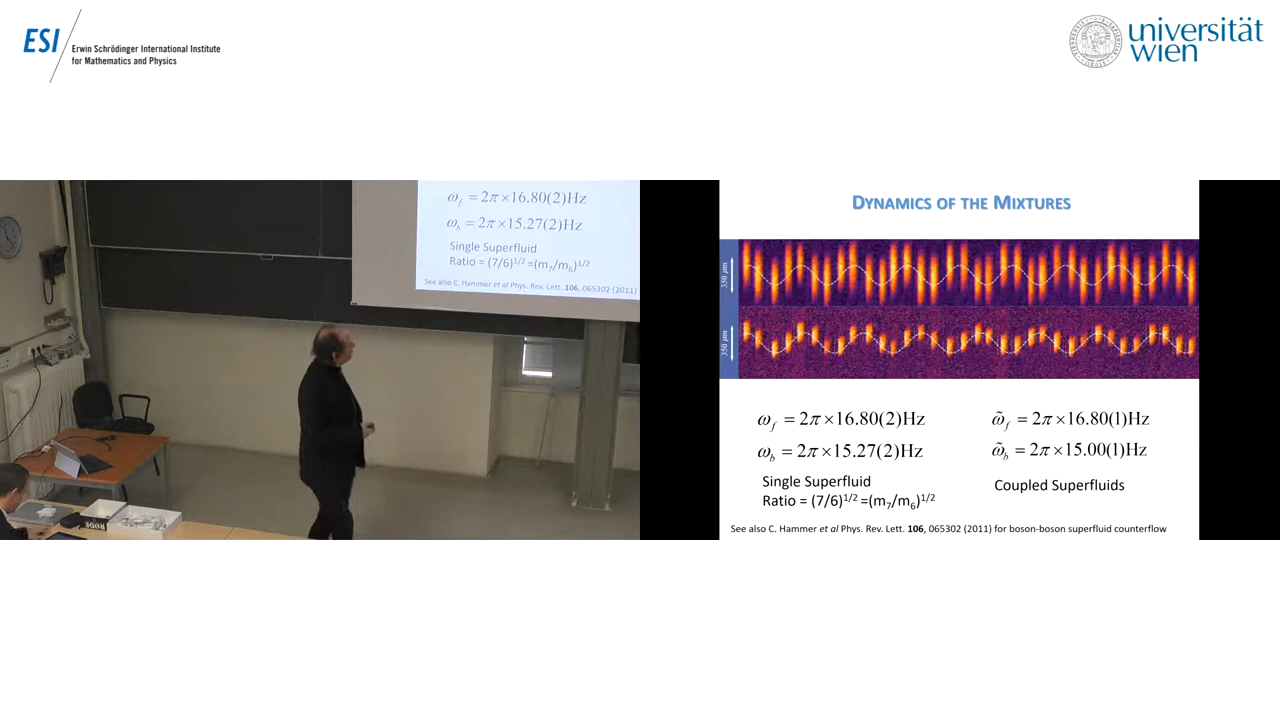 ESI
Erwin Schrödinger International Institute
for Mathematics and Physics
universität
wien
ω_f = 2π×16.80(2)Hz
ω_b = 2π×15.27(2)Hz
Single Superfluid
Ratio = (7/6)^1/2 =(m_7/m_6)^1/2
See also C. Hammer et al Phys. Rev. Lett. 106, 065302 (2011)
RODE
DYNAMICS OF THE MIXTURES
350 μm
350 μm
ω_f = 2π×16.80(2)Hz
ω̃_f = 2π×16.80(1)Hz
ω_b = 2π×15.27(2)Hz
ω̃_b = 2π×15.00(1)Hz
Single Superfluid
Ratio = (7/6)^1/2 =(m_7/m_6)^1/2
Coupled Superfluids
See also C. Hammer et al Phys. Rev. Lett. 106, 065302 (2011) for boson-boson superfluid counterflow